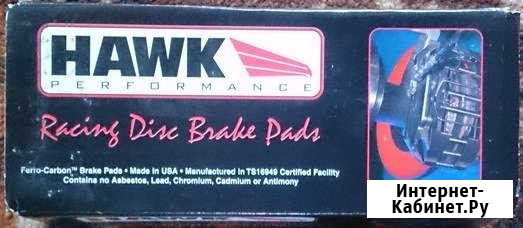 HAWK
PERFORMANCE
Racing Disc Brake Pads
Ferro-Carbon™ Brake Pads • Made in USA • Manufactured in TS16949 Certified Facility
Contains no Asbestos, Lead, Chromium, Cadmium or Antimony
Интернет-
Кабинет.Ру